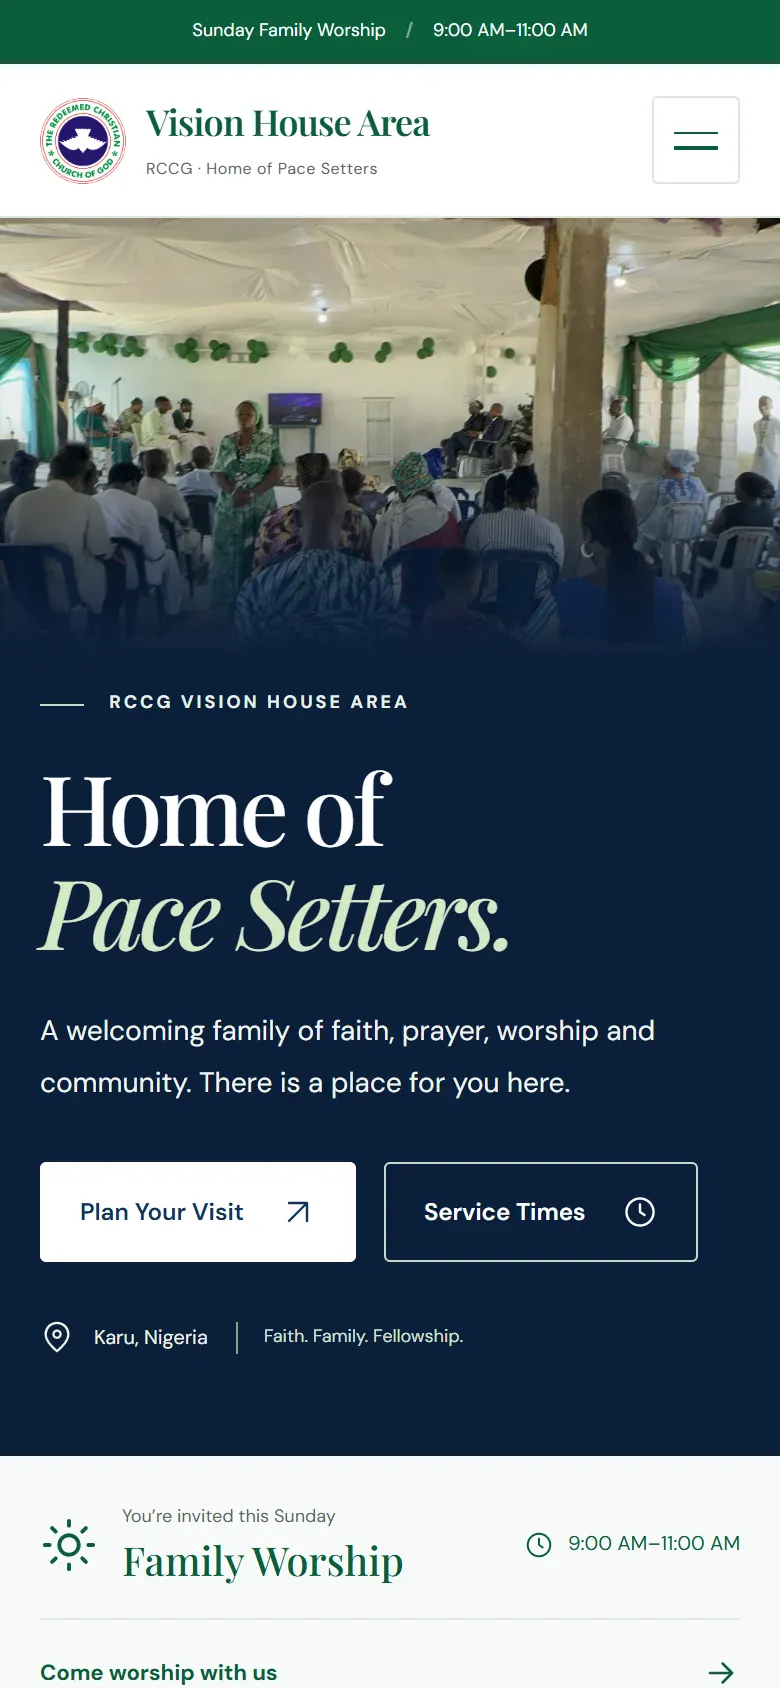 Sunday Family Worship / 9:00 AM–11:00 AM
THE REDEEMED CHRISTIAN
★ CHURCH OF GOD ★
Vision House Area
RCCG · Home of Pace Setters
RCCG VISION HOUSE AREA
Home of
Pace Setters.
A welcoming family of faith, prayer, worship and
community. There is a place for you here.
Plan Your Visit
Service Times
Karu, Nigeria
Faith. Family. Fellowship.
You’re invited this Sunday
Family Worship
9:00 AM–11:00 AM
Come worship with us